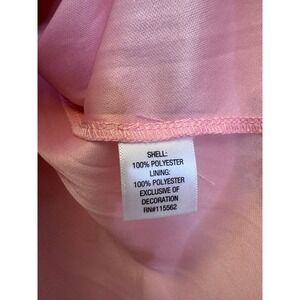 SHELL:
100% POLYESTER
LINING:
100% POLYESTER
EXCLUSIVE OF
DECORATION
RN#115562